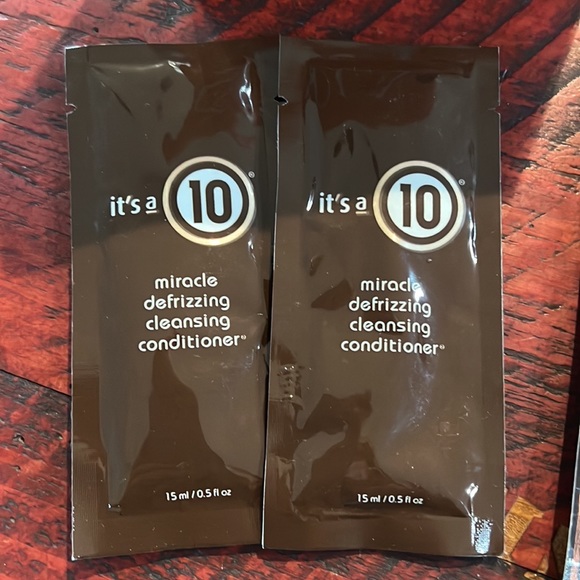 it's a 10®
miracle
defrizzing
cleansing
conditioner
15 ml / 0.5 fl oz
it's a 10®
miracle
defrizzing
cleansing
conditioner
15 ml / 0.5 fl oz